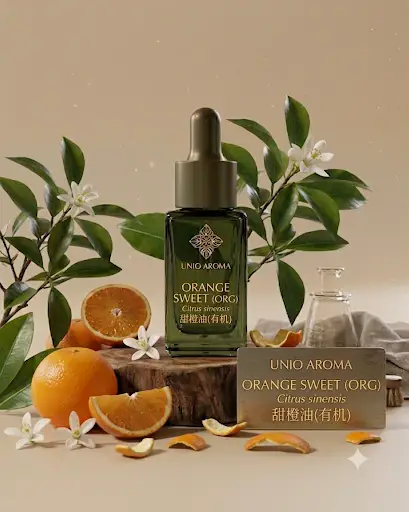 UNIO AROMA
ORANGE
SWEET (ORG)
Citrus sinensis
甜橙油(有机)
UNIO AROMA
ORANGE SWEET (ORG)
Citrus sinensis
甜橙油(有机)